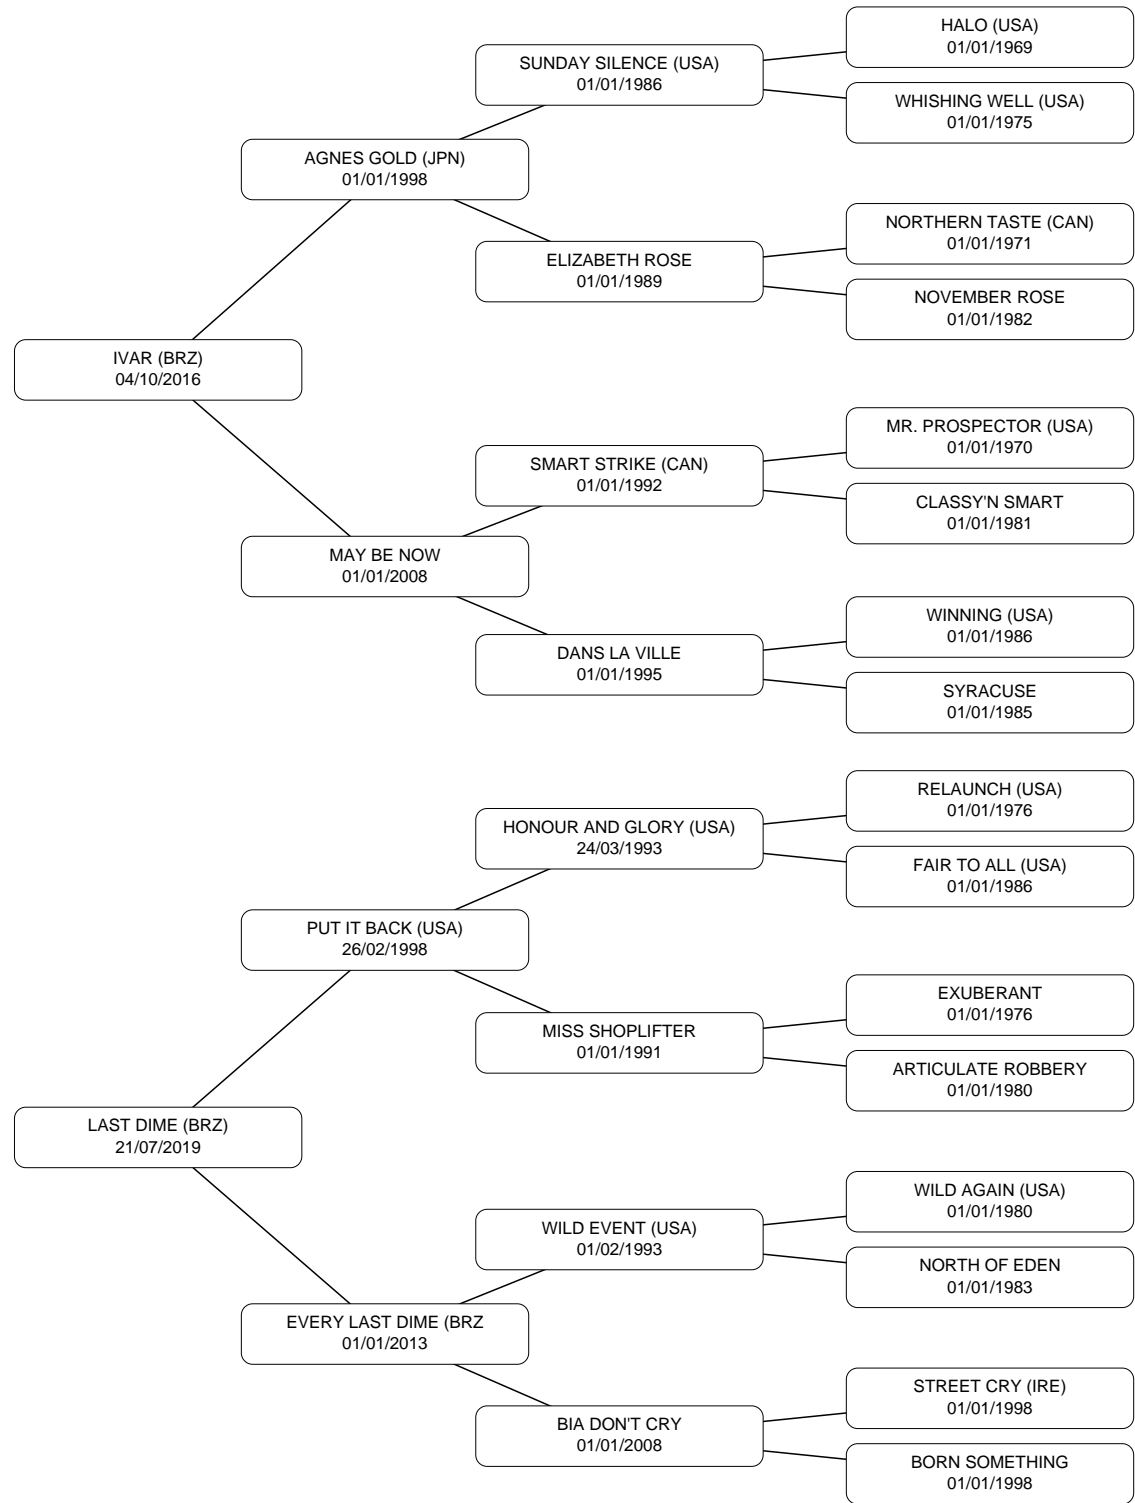 HALO (USA)
01/01/1969
SUNDAY SILENCE (USA)
01/01/1986
WHISHING WELL (USA)
01/01/1975
AGNES GOLD (JPN)
01/01/1998
NORTHERN TASTE (CAN)
01/01/1971
ELIZABETH ROSE
01/01/1989
NOVEMBER ROSE
01/01/1982
IVAR (BRZ)
04/10/2016
MR. PROSPECTOR (USA)
01/01/1970
SMART STRIKE (CAN)
01/01/1992
CLASSY'N SMART
01/01/1981
MAY BE NOW
01/01/2008
WINNING (USA)
01/01/1986
DANS LA VILLE
01/01/1995
SYRACUSE
01/01/1985
RELAUNCH (USA)
01/01/1976
HONOUR AND GLORY (USA)
24/03/1993
FAIR TO ALL (USA)
01/01/1986
PUT IT BACK (USA)
26/02/1998
EXUBERANT
01/01/1976
MISS SHOPLIFTER
01/01/1991
ARTICULATE ROBBERY
01/01/1980
LAST DIME (BRZ)
21/07/2019
WILD AGAIN (USA)
01/01/1980
WILD EVENT (USA)
01/02/1993
NORTH OF EDEN
01/01/1983
EVERY LAST DIME (BRZ
01/01/2013
STREET CRY (IRE)
01/01/1998
BIA DON'T CRY
01/01/2008
BORN SOMETHING
01/01/1998